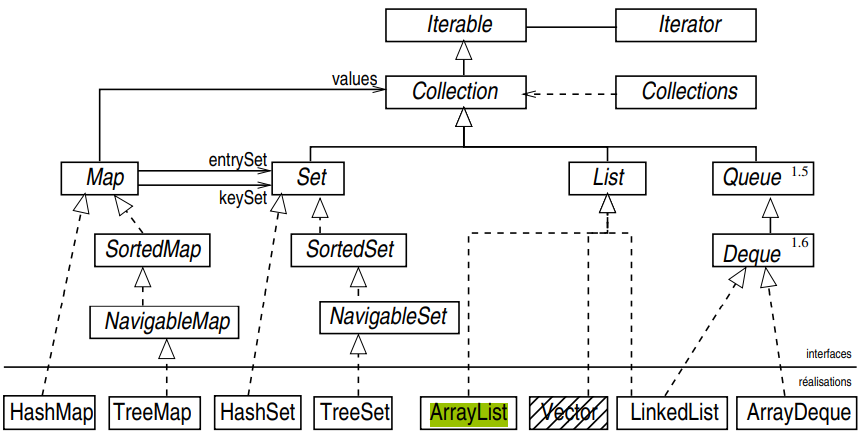 Iterable
Iterator
values
Collection
Collections
Map
entrySet
keySet
Set
List
Queue 1.5
SortedMap
SortedSet
Deque 1.6
NavigableMap
NavigableSet
interfaces
réalisations
HashMap
TreeMap
HashSet
TreeSet
ArrayList
Vector
LinkedList
ArrayDeque